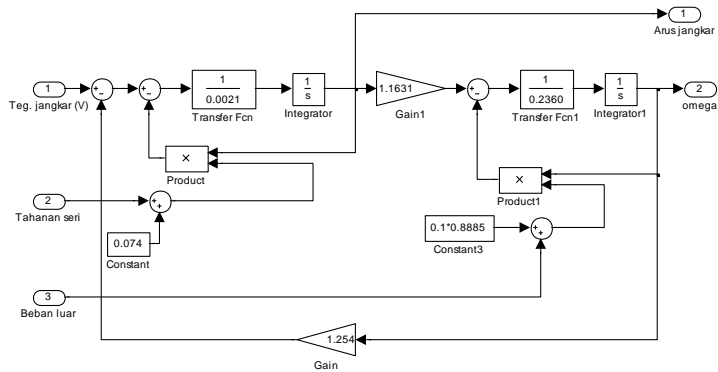 1
Arus jangkar
1
Teg. jangkar (V)
+
−
+
−
1
0.0021
Transfer Fcn
1
s
Integrator
1.1631
Gain1
+
−
1
0.2360
Transfer Fcn1
1
s
Integrator1
2
omega
×
Product
×
Product1
2
Tahanan seri
+
+
0.074
Constant
0.1*0.8885
Constant3
+
+
3
Beban luar
1.254
Gain